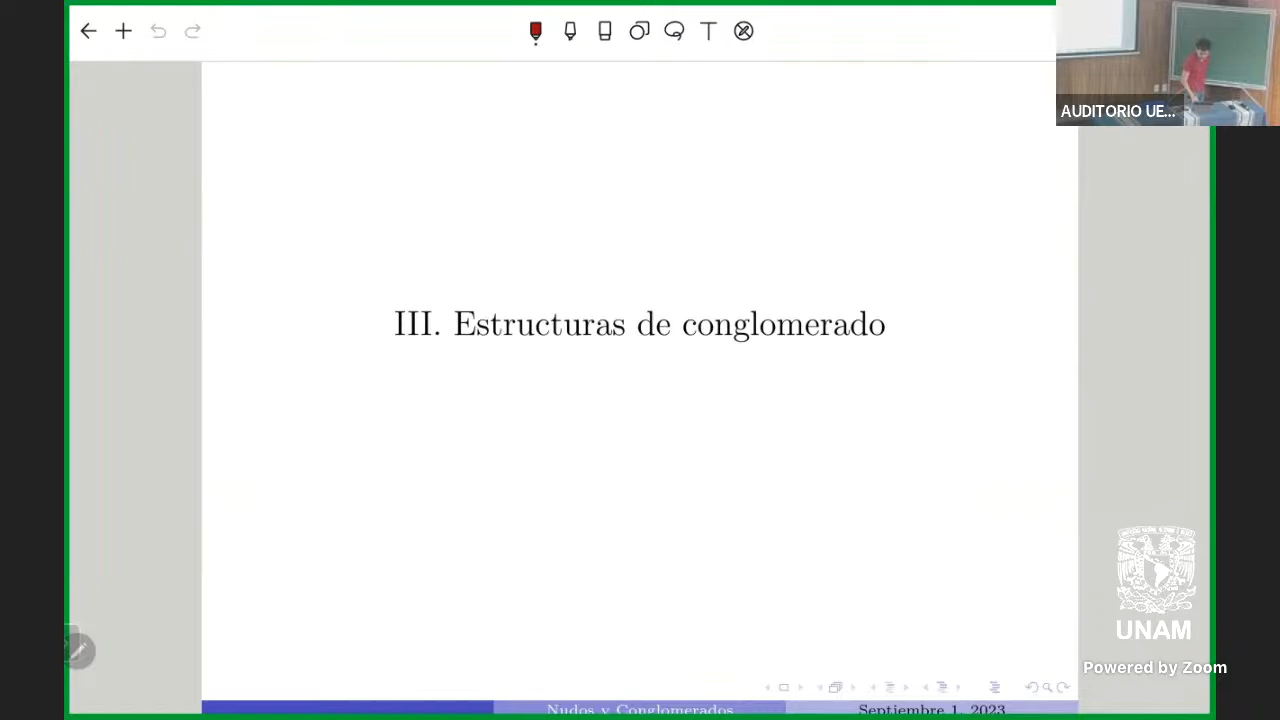 AUDITORIO UE...
III. Estructuras de conglomerado
UNAM
Powered by Zoom
Nudos y Conglomerados
Septiembre 1, 2023